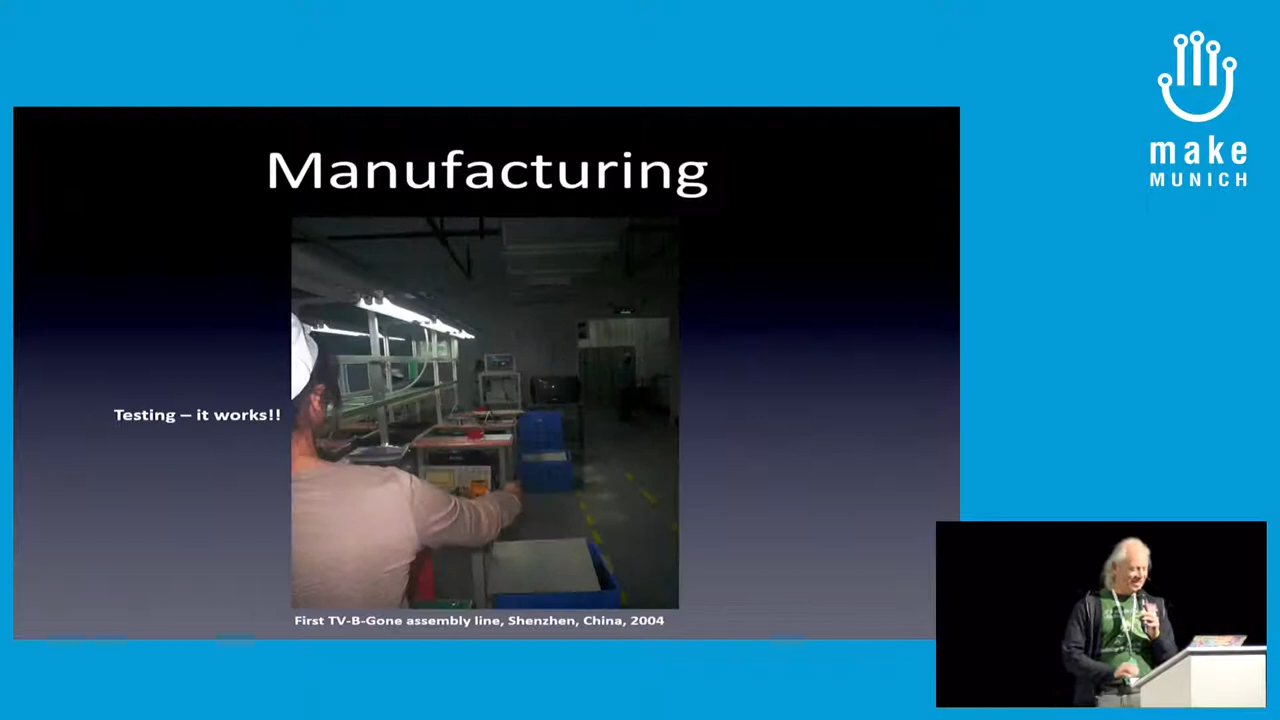 make
MUNICH
Manufacturing
Testing – it works!!
First TV-B-Gone assembly line, Shenzhen, China, 2004